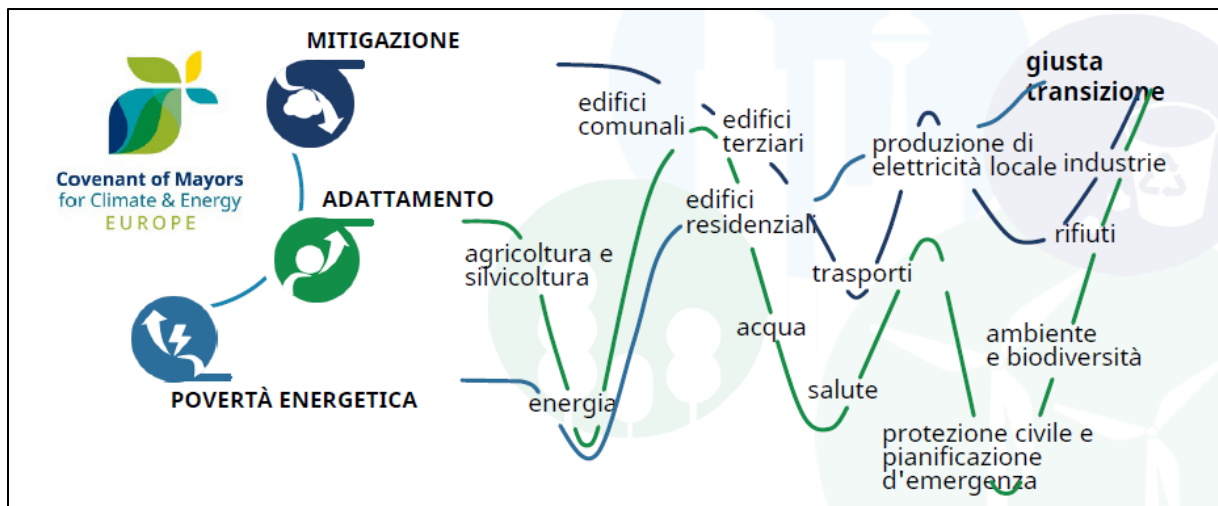 MITIGAZIONE
Covenant of Mayors
for Climate & Energy
EUROPE
ADATTAMENTO
POVERTÀ ENERGETICA
agricoltura e
silvicoltura
energia
edifici
comunali
edifici
terziari
edifici
residenziali
acqua
trasporti
salute
produzione di
elettricità locale
protezione civile e
pianificazione
d'emergenza
giusta
transizione
industrie
rifiuti
ambiente
e biodiversità